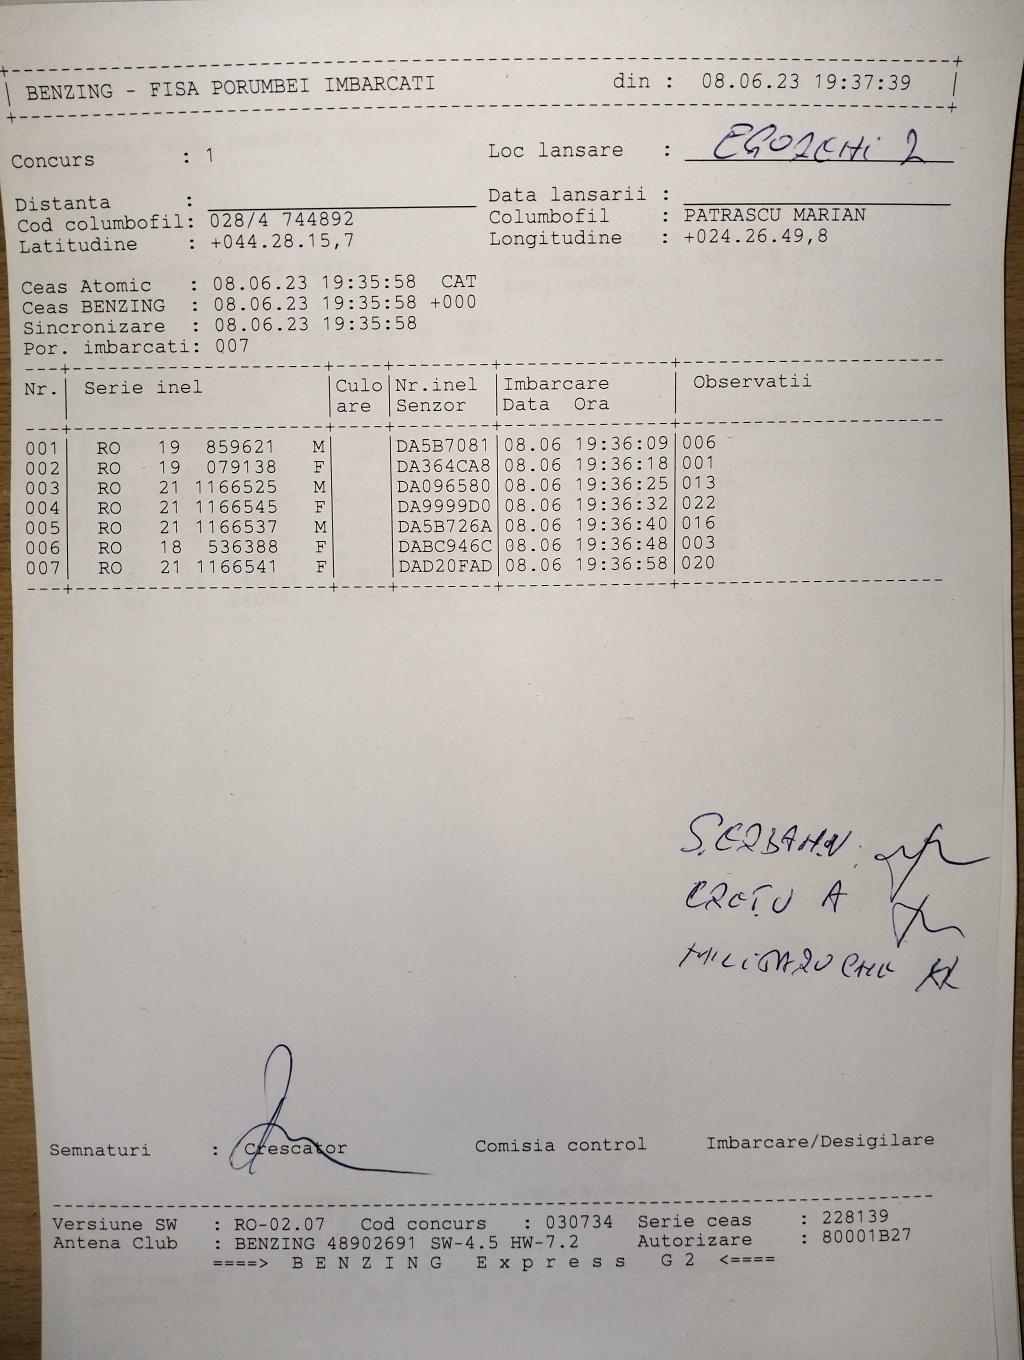 BENZING - FISA PORUMBEI IMBARCATI din : 08.06.23 19:37:39
Concurs : 1 Loc lansare :
Distanta : Data lansarii :
Cod columbofil: 028/4 744892 Columbofil : PATRASCU MARIAN
Latitudine : +044.28.15,7 Longitudine : +024.26.49,8
Ceas Atomic : 08.06.23 19:35:58 CAT
Ceas BENZING : 08.06.23 19:35:58 +000
Sincronizare : 08.06.23 19:35:58
Por. imbarcati: 007
Nr. Serie inel Culo Nr.inel Imbarcare Observatii
are Senzor Data Ora
001 RO 19 859621 M DA5B7081 08.06 19:36:09 006
002 RO 19 079138 F DA364CA8 08.06 19:36:18 001
003 RO 21 1166525 M DA096580 08.06 19:36:25 013
004 RO 21 1166545 F DA9999D0 08.06 19:36:32 022
005 RO 21 1166537 M DA5B726A 08.06 19:36:40 016
006 RO 18 536388 F DABC946C 08.06 19:36:48 003
007 RO 21 1166541 F DAD20FAD 08.06 19:36:58 020
CREȚU A
Semnaturi : Crescator Comisia control Imbarcare/Desigilare
Versiune SW : RO-02.07 Cod concurs : 030734 Serie ceas : 228139
Antena Club : BENZING 48902691 SW-4.5 HW-7.2 Autorizare : 80001B27
====> BENZING Express G2 <====